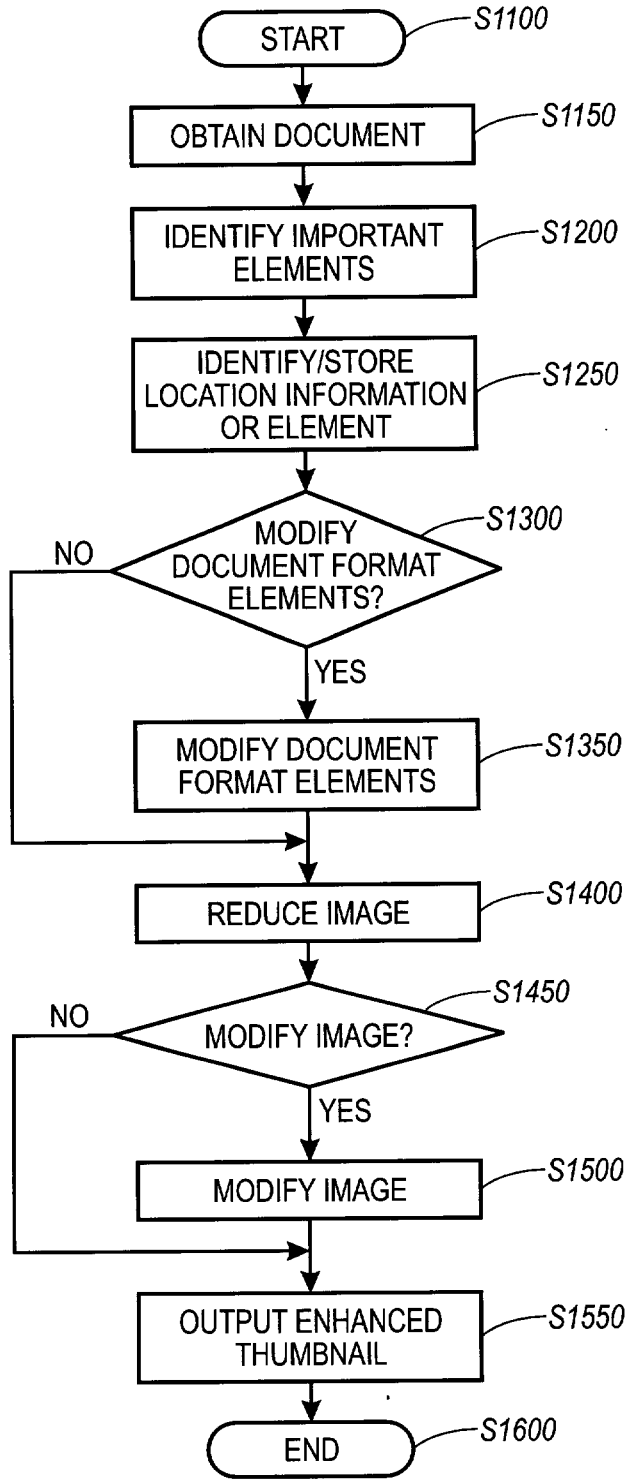 START
S1100
OBTAIN DOCUMENT
S1150
IDENTIFY IMPORTANT
ELEMENTS
S1200
IDENTIFY/STORE
LOCATION INFORMATION
OR ELEMENT
S1250
MODIFY
DOCUMENT FORMAT
ELEMENTS?
S1300
NO
YES
MODIFY DOCUMENT
FORMAT ELEMENTS
S1350
REDUCE IMAGE
S1400
MODIFY IMAGE?
S1450
NO
YES
MODIFY IMAGE
S1500
OUTPUT ENHANCED
THUMBNAIL
S1550
END
S1600